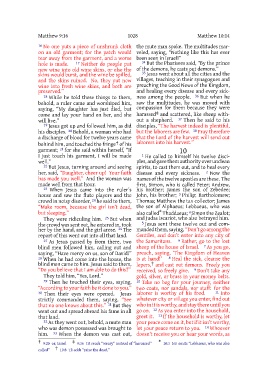 Matthew 9:16 1028 Matthew 10:14
16 No one puts a piece of unshrunk cloth
on an old garment; for the patch would
tear away from the garment, and a worse
hole is made. 17 Neither do people put
new wine into old wine skins, or else the
skins would burst, and the wine be spilled,
and the skins ruined. No, they put new
wine into fresh wine skins, and both are
preserved."
18 While he told these things to them,
behold, a ruler came and worshiped him,
saying, "My daughter has just died, but
come and lay your hand on her, and she
will live."
19 Jesus got up and followed him, as did
his disciples. 20 Behold, a woman who had
a discharge of blood for twelve years came
behind him, and touched the fringe of his
garment; 21 for she said within herself, "If
I just touch his garment, I will be made
well."
22 But Jesus, turning around and seeing
her, said, "Daughter, cheer up! Your faith
has made you well." And the woman was
made well from that hour.
23 When Jesus came into the ruler's
house and saw the flute players and the
crowd in noisy disorder, 24 he said to them,
"Make room, because the girl isn't dead,
but sleeping."
They were ridiculing him. 25 But when
the crowd was sent out, he entered in, took
her by the hand, and the girl arose. 26 The
report of this went out into all that land.
27 As Jesus passed by from there, two
blind men followed him, calling out and
saying, "Have mercy on us, son of David!"
28 When he had come into the house, the
blind men came to him. Jesus said to them,
"Do you believe that I am able to do this?"
They told him, "Yes, Lord."
29 Then he touched their eyes, saying,
"According to your faith be it done to you."
30 Then their eyes were opened. Jesus
strictly commanded them, saying, "See
that no one knows about this." 31 But they
went out and spread abroad his fame in all
that land.
32 As they went out, behold, a mute man
who was demon possessed was brought to
him. 33 When the demon was cast out,
the mute man spoke. The multitudes mar-
veled, saying, "Nothing like this has ever
been seen in Israel!"
34 But the Pharisees said, "By the prince
of the demons, he casts out demons."
35 Jesus went about all the cities and the
villages, teaching in their synagogues and
preaching the Good News of the Kingdom,
and healing every disease and every sick-
ness among the people. 36 But when he
saw the multitudes, he was moved with
compassion for them because they were
harassed and scattered, like sheep with-
out a shepherd. 37 Then he said to his
disciples, "The harvest indeed is plentiful,
but the laborers are few. 38 Pray therefore
that the Lord of the harvest will send out
laborers into his harvest."
10
1 He called to himself his twelve disci-
ples, and gave them authority over unclean
spirits, to cast them out, and to heal every
disease and every sickness. 2 Now the
names of the twelve apostles are these. The
first, Simon, who is called Peter; Andrew,
his brother; James the son of Zebedee;
John, his brother; 3 Philip; Bartholomew;
Thomas; Matthew the tax collector; James
the son of Alphaeus; Lebbaeus, who was
also called Thaddaeus; 4 Simon the Zealot;
and Judas Iscariot, who also betrayed him.
5 Jesus sent these twelve out and com-
manded them, saying, "Don't go among the
Gentiles, and don't enter into any city of
the Samaritans. 6 Rather, go to the lost
sheep of the house of Israel. 7 As you go,
preach, saying, 'The Kingdom of Heaven
is at hand!' 8 Heal the sick, cleanse the
lepers, and cast out demons. Freely you
received, so freely give. 9 Don't take any
gold, silver, or brass in your money belts.
10 Take no bag for your journey, neither
two coats, nor sandals, nor staff: for the
laborer is worthy of his food. 11 Into
whatever city or village you enter, find out
who in it is worthy, and stay there until you
go on. 12 As you enter into the household,
greet it. 13 If the household is worthy, let
your peace come on it, but if it isn't worthy,
let your peace return to you. 14 Whoever
doesn't receive you or hear your words, as